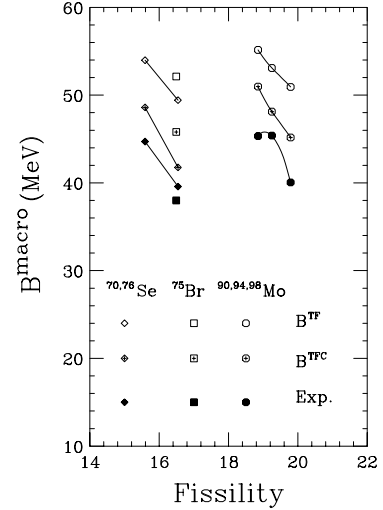 60
50
40
30
20
10
B^macro (MeV)
^70,76Se ^75Br ^90,94,98Mo
B^TF
B^TFC
Exp.
14 16 18 20 22
Fissility